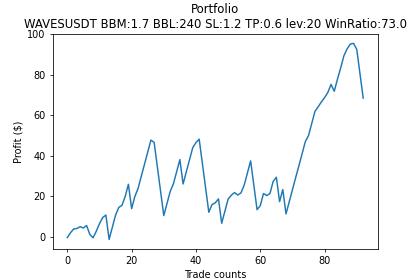 Portfolio
WAVESUSDT BBM:1.7 BBL:240 SL:1.2 TP:0.6 lev:20 WinRatio:73.0
100
80
60
40
20
0
Profit ($)
0 20 40 60 80
Trade counts